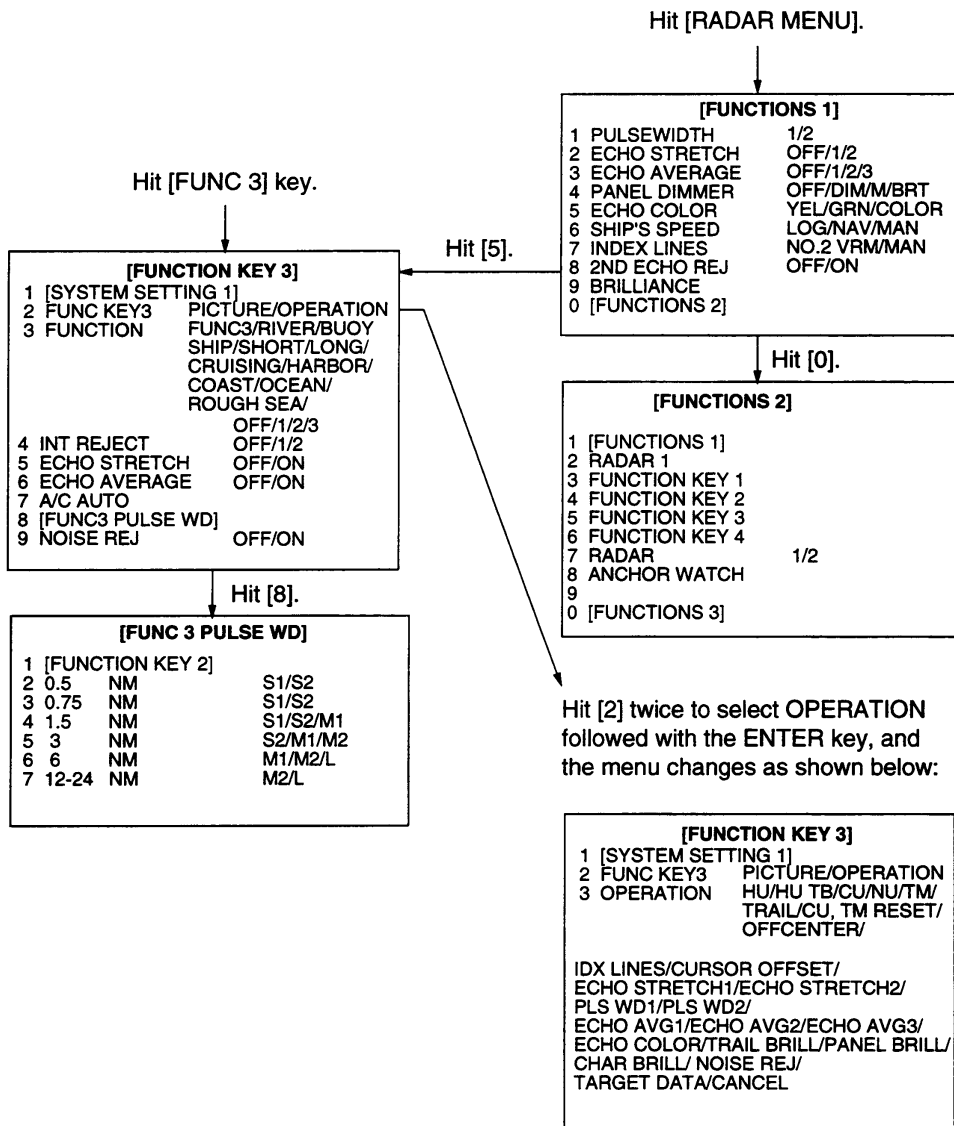 Hit [RADAR MENU].
[FUNCTIONS 1]
1 PULSEWIDTH 1/2
2 ECHO STRETCH OFF/1/2
3 ECHO AVERAGE OFF/1/2/3
4 PANEL DIMMER OFF/DIM/M/BRT
5 ECHO COLOR YEL/GRN/COLOR
6 SHIP'S SPEED LOG/NAV/MAN
7 INDEX LINES NO.2 VRM/MAN
8 2ND ECHO REJ OFF/ON
9 BRILLIANCE
0 [FUNCTIONS 2]
Hit [FUNC 3] key.
Hit [5].
[FUNCTION KEY 3]
1 [SYSTEM SETTING 1]
2 FUNC KEY3 PICTURE/OPERATION
3 FUNCTION FUNC3/RIVER/BUOY
SHIP/SHORT/LONG/
CRUISING/HARBOR/
COAST/OCEAN/
ROUGH SEA/
OFF/1/2/3
4 INT REJECT OFF/1/2
5 ECHO STRETCH OFF/ON
6 ECHO AVERAGE OFF/ON
7 A/C AUTO
8 [FUNC3 PULSE WD]
9 NOISE REJ OFF/ON
Hit [0].
[FUNCTIONS 2]
1 [FUNCTIONS 1]
2 RADAR 1
3 FUNCTION KEY 1
4 FUNCTION KEY 2
5 FUNCTION KEY 3
6 FUNCTION KEY 4
7 RADAR 1/2
8 ANCHOR WATCH
9
0 [FUNCTIONS 3]
Hit [8].
[FUNC 3 PULSE WD]
1 [FUNCTION KEY 2]
2 0.5 NM S1/S2
3 0.75 NM S1/S2
4 1.5 NM S1/S2/M1
5 3 NM S2/M1/M2
6 6 NM M1/M2/L
7 12-24 NM M2/L
Hit [2] twice to select OPERATION
followed with the ENTER key, and
the menu changes as shown below:
[FUNCTION KEY 3]
1 [SYSTEM SETTING 1]
2 FUNC KEY3 PICTURE/OPERATION
3 OPERATION HU/HU TB/CU/NU/TM/
TRAIL/CU, TM RESET/
OFFCENTER/
IDX LINES/CURSOR OFFSET/
ECHO STRETCH1/ECHO STRETCH2/
PLS WD1/PLS WD2/
ECHO AVG1/ECHO AVG2/ECHO AVG3/
ECHO COLOR/TRAIL BRILL/PANEL BRILL/
CHAR BRILL/ NOISE REJ/
TARGET DATA/CANCEL